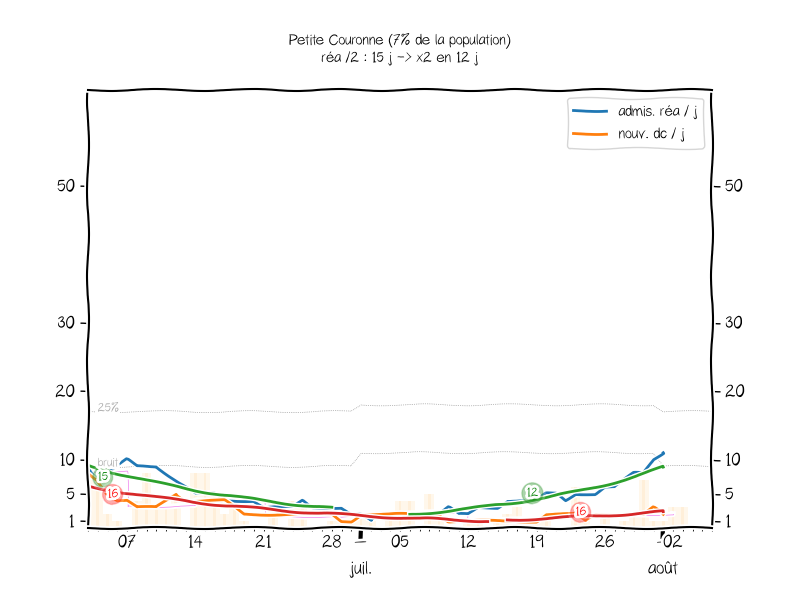 Petite Couronne (7% de la population)
réa /2 : 15 j -> x2 en 12 j
admis. réa / j
nouv. dc / j
50 50
30 30
20 20
25%
10 10
bruit
15
5 5
16
12
16
1 1
07 14 21 28 — 05 12 19 26 02
juil. août